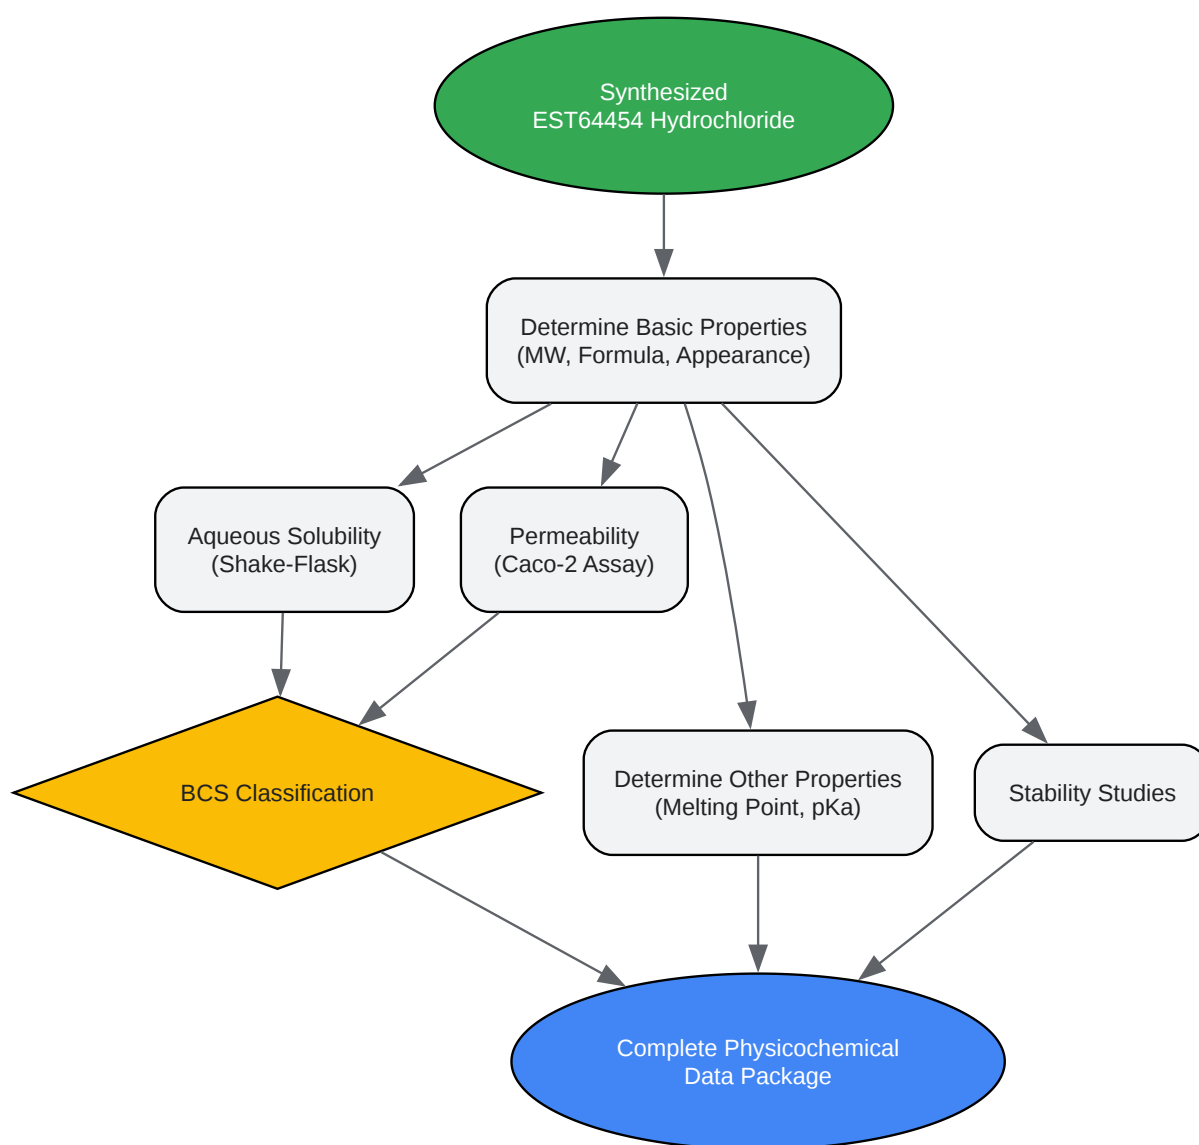 Synthesized
EST64454 Hydrochloride
Determine Basic Properties
(MW, Formula, Appearance)
Aqueous Solubility
(Shake-Flask)
Permeability
(Caco-2 Assay)
BCS Classification
Determine Other Properties
(Melting Point, pKa)
Stability Studies
Complete Physicochemical
Data Package